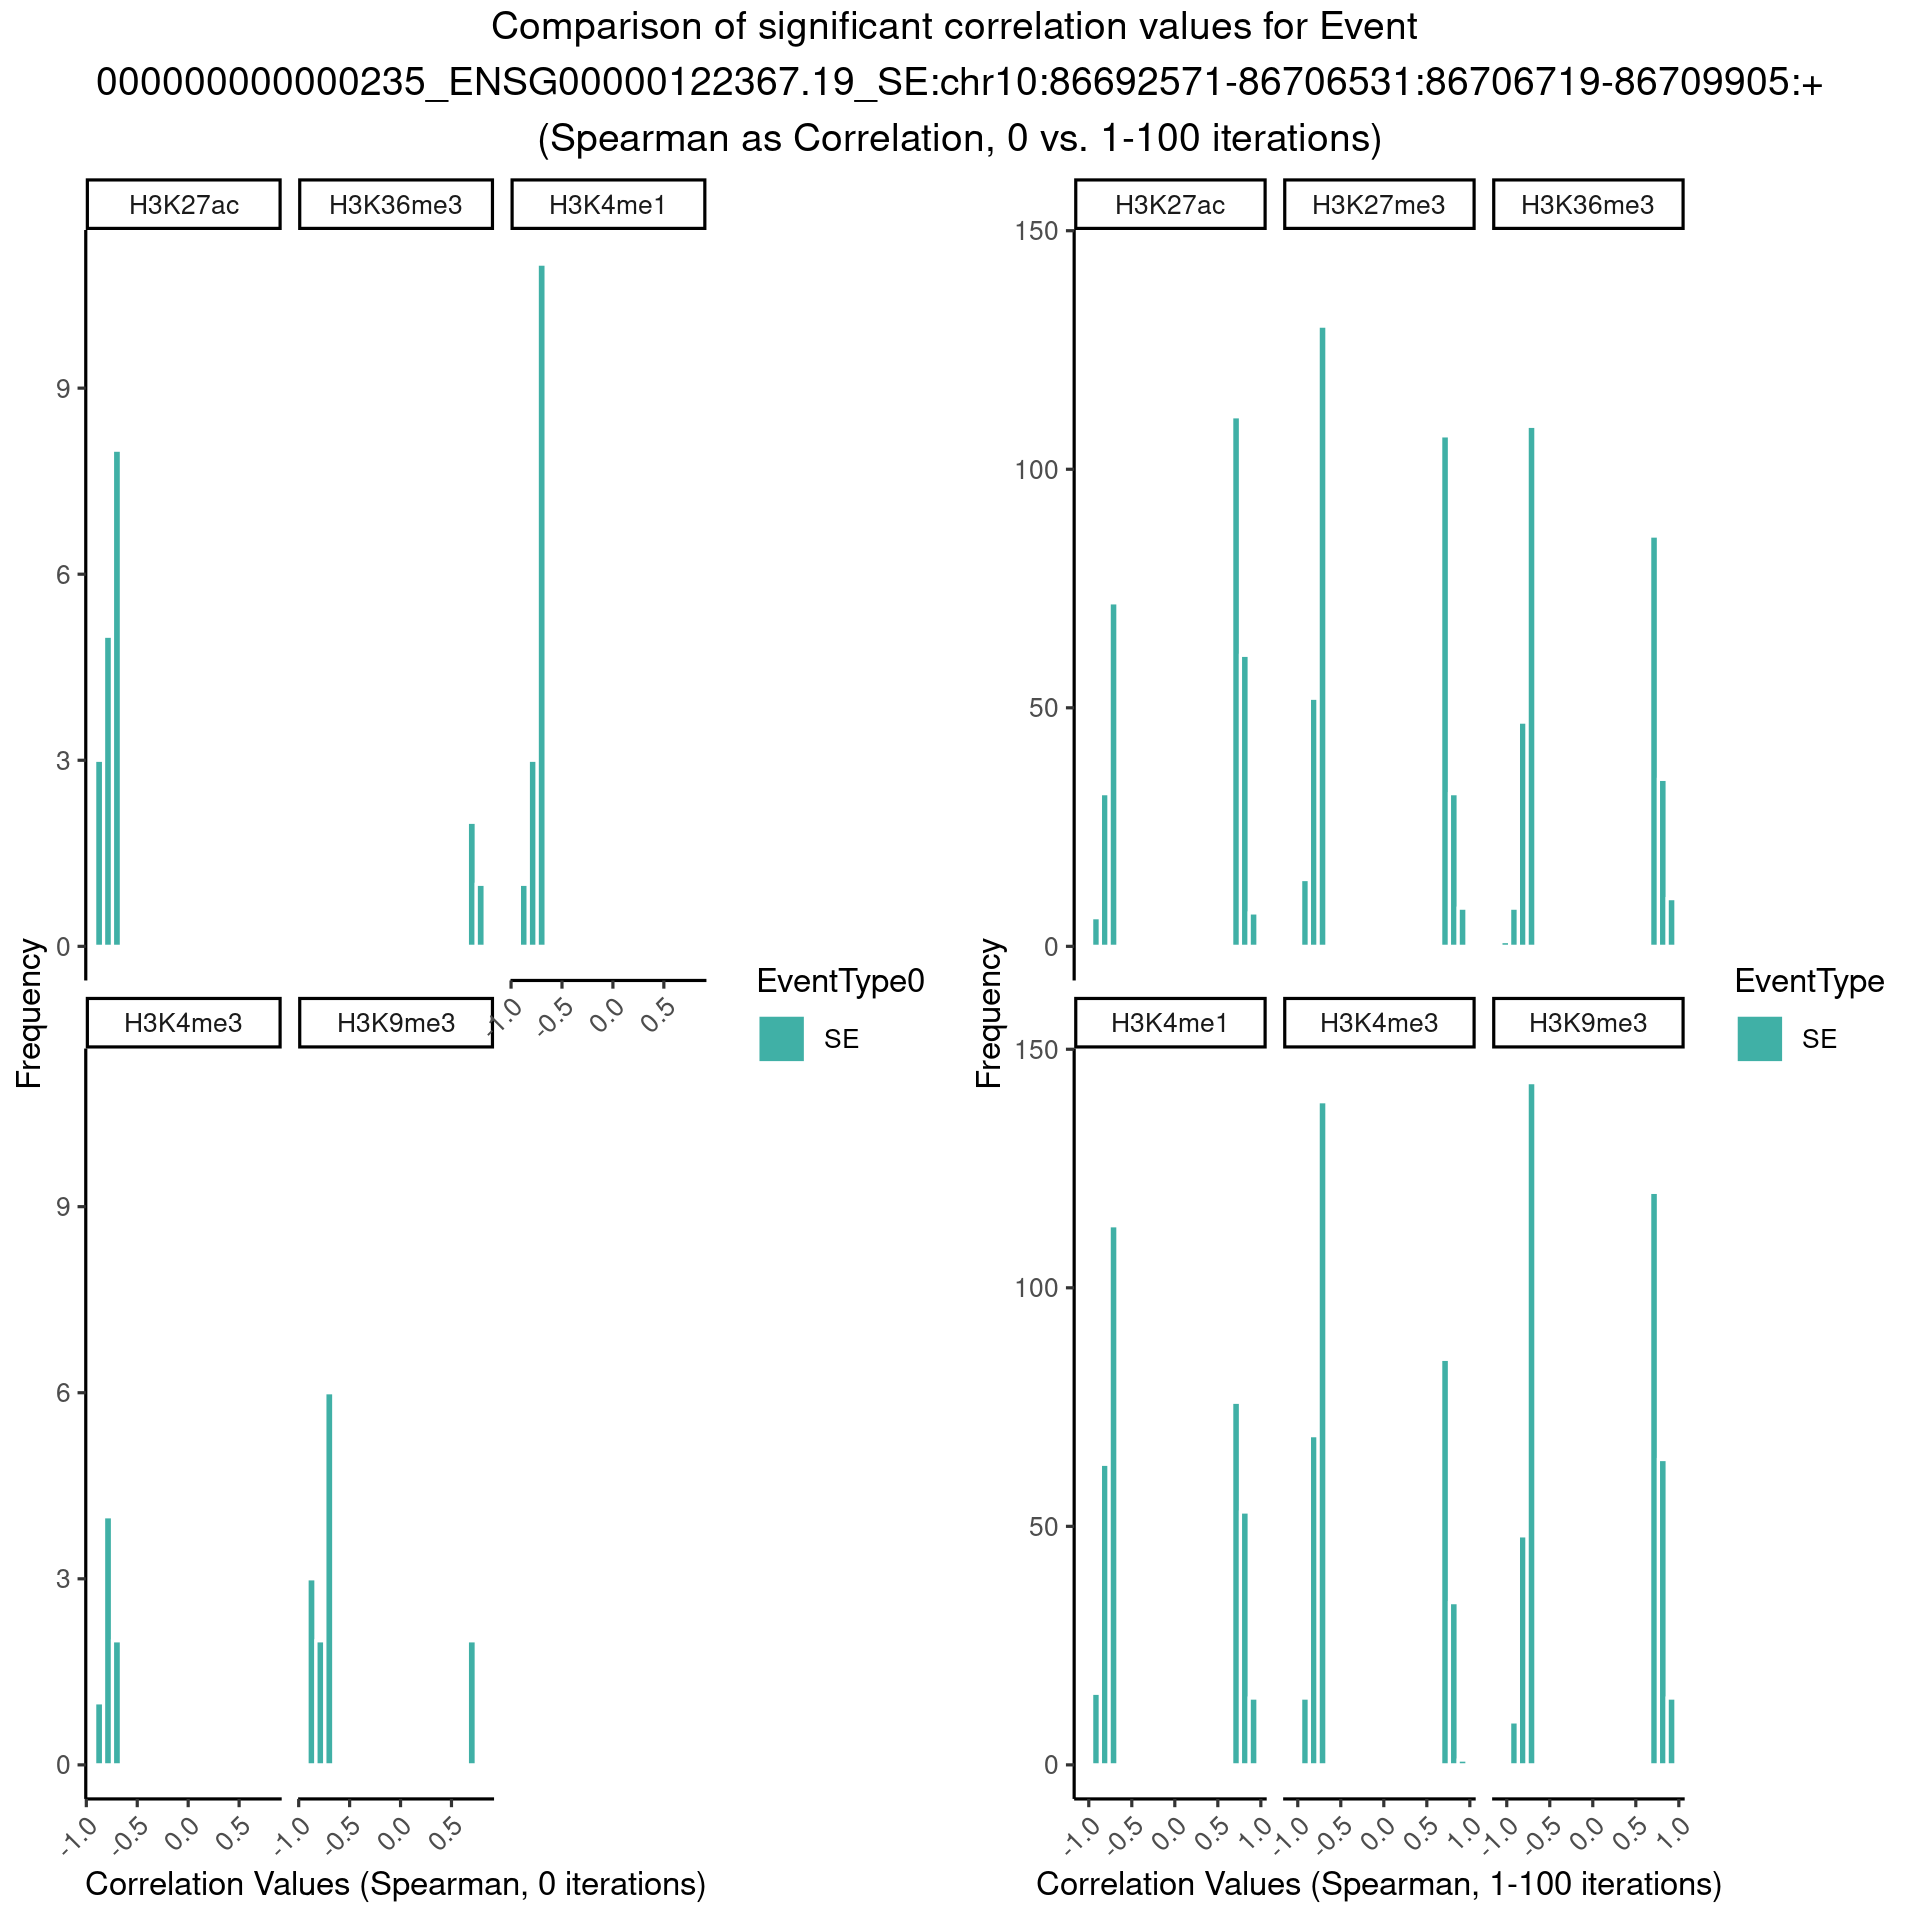 Comparison of significant correlation values for Event
000000000000235_ENSG00000122367.19_SE:chr10:86692571-86706531:86706719-86709905:+
(Spearman as Correlation, 0 vs. 1-100 iterations)
H3K27ac H3K36me3 H3K4me1
9
6
3
0
-1.0 -0.5 0.0 0.5
H3K4me3 H3K9me3
9
6
3
0
-1.0 -0.5 0.0 0.5 -1.0 -0.5 0.0 0.5
Frequency
Correlation Values (Spearman, 0 iterations)
EventType0
SE
H3K27ac H3K27me3 H3K36me3
150
100
50
0
H3K4me1 H3K4me3 H3K9me3
150
100
50
0
-1.0 -0.5 0.0 0.5 1.0 -1.0 -0.5 0.0 0.5 1.0 -1.0 -0.5 0.0 0.5 1.0
Frequency
Correlation Values (Spearman, 1-100 iterations)
EventType
SE